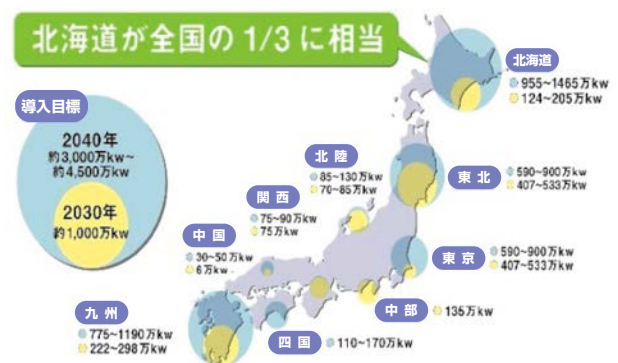 北海道が全国の1/3に相当
導入目標
2040年
約3,000万kw~
約4,500万kw
2030年
約1,000万kw
北海道
955~1465万kw
124~205万kw
東北
590~900万kw
407~533万kw
東京
590~900万kw
407~533万kw
中部
135万kw
北陸
85~130万kw
70~85万kw
関西
75~90万kw
75万kw
中国
30~50万kw
6万kw
四国
110~170万kw
九州
775~1190万kw
222~298万kw